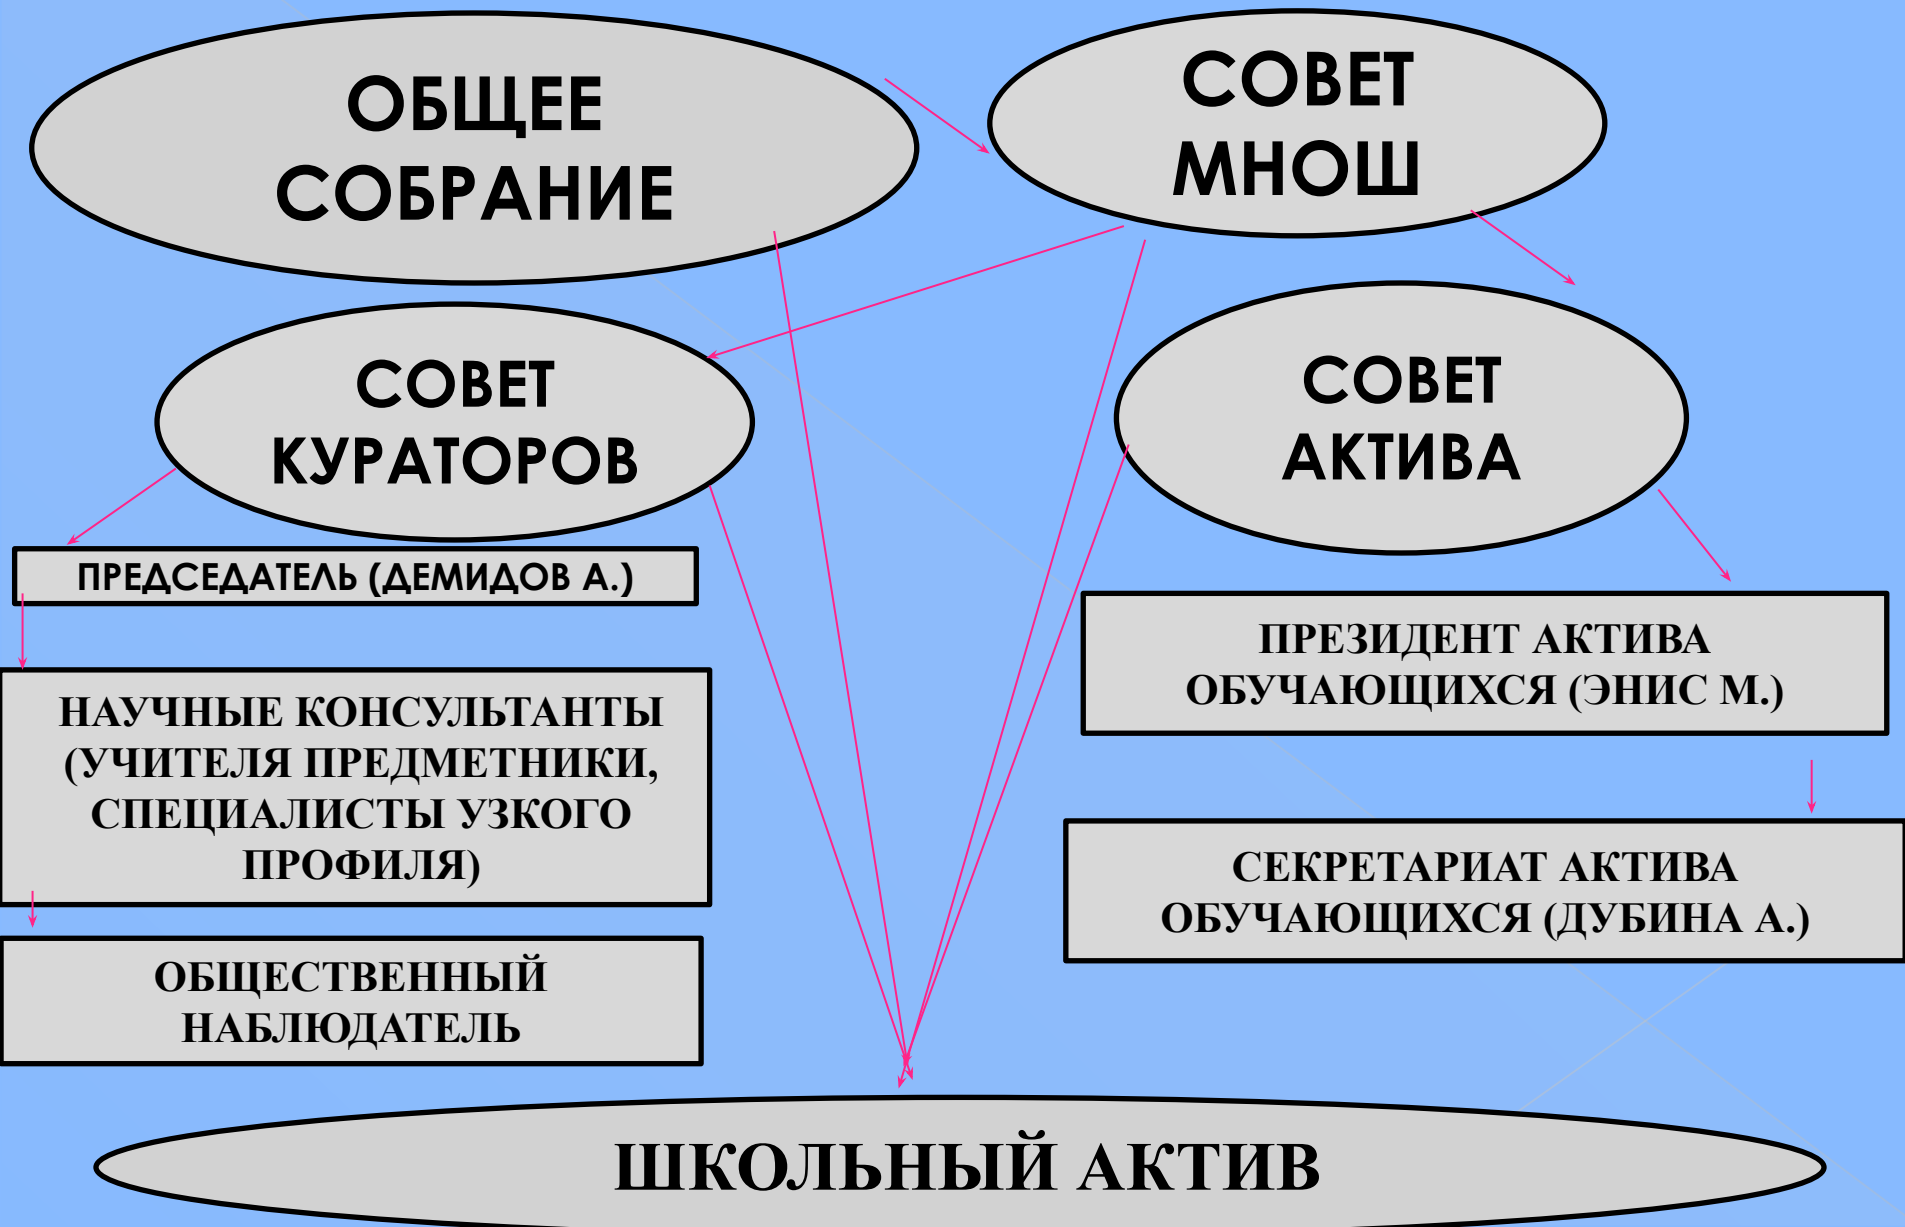 ОБЩЕЕ
СОБРАНИЕ
СОВЕТ
МНОШ
СОВЕТ
КУРАТОРОВ
СОВЕТ
АКТИВА
ПРЕДСЕДАТЕЛЬ (ДЕМИДОВ А.)
НАУЧНЫЕ КОНСУЛЬТАНТЫ
(УЧИТЕЛЯ ПРЕДМЕТНИКИ,
СПЕЦИАЛИСТЫ УЗКОГО
ПРОФИЛЯ)
ОБЩЕСТВЕННЫЙ
НАБЛЮДАТЕЛЬ
ПРЕЗИДЕНТ АКТИВА
ОБУЧАЮЩИХСЯ (ЭНИС М.)
СЕКРЕТАРИАТ АКТИВА
ОБУЧАЮЩИХСЯ (ДУБИНА А.)
ШКОЛЬНЫЙ АКТИВ